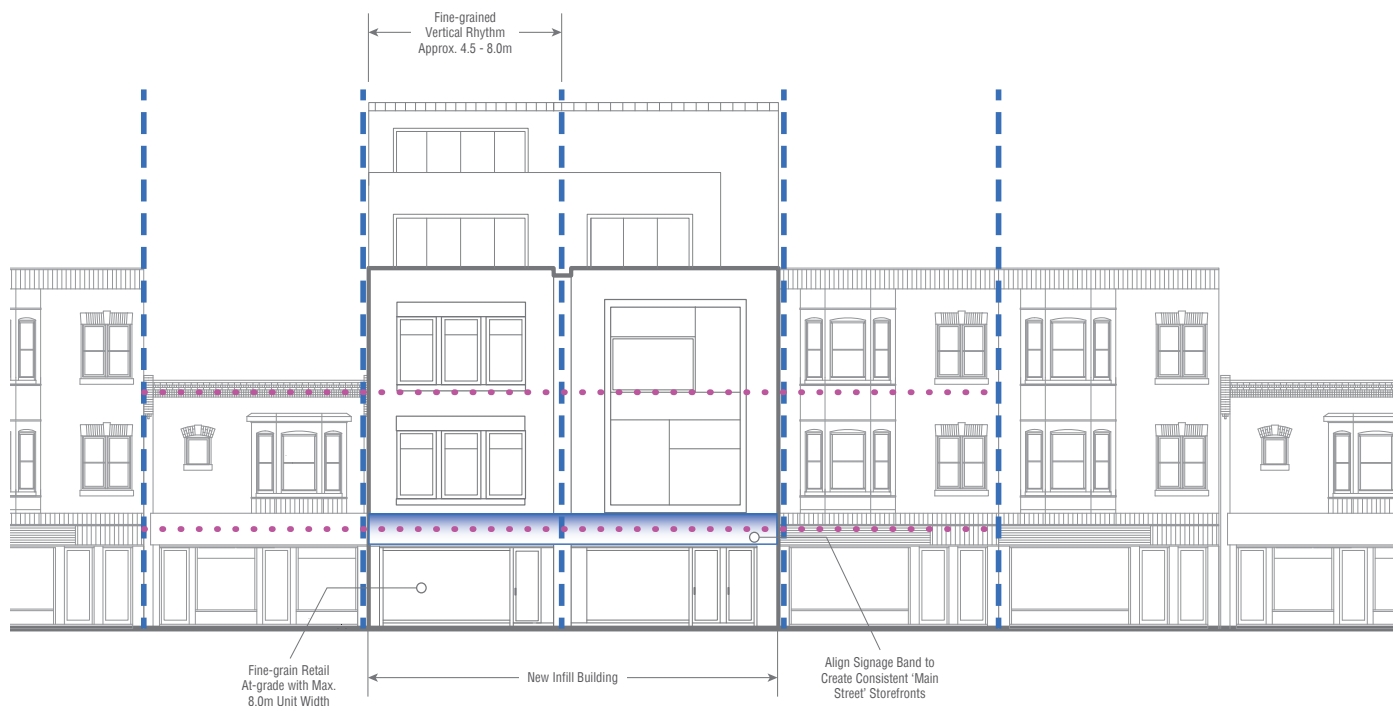 Fine-grained
Vertical Rhythm
Approx. 4.5 - 8.0m
Fine-grain Retail
At-grade with Max.
8.0m Unit Width
New Infill Building
Align Signage Band to
Create Consistent ‘Main
Street’ Storefronts